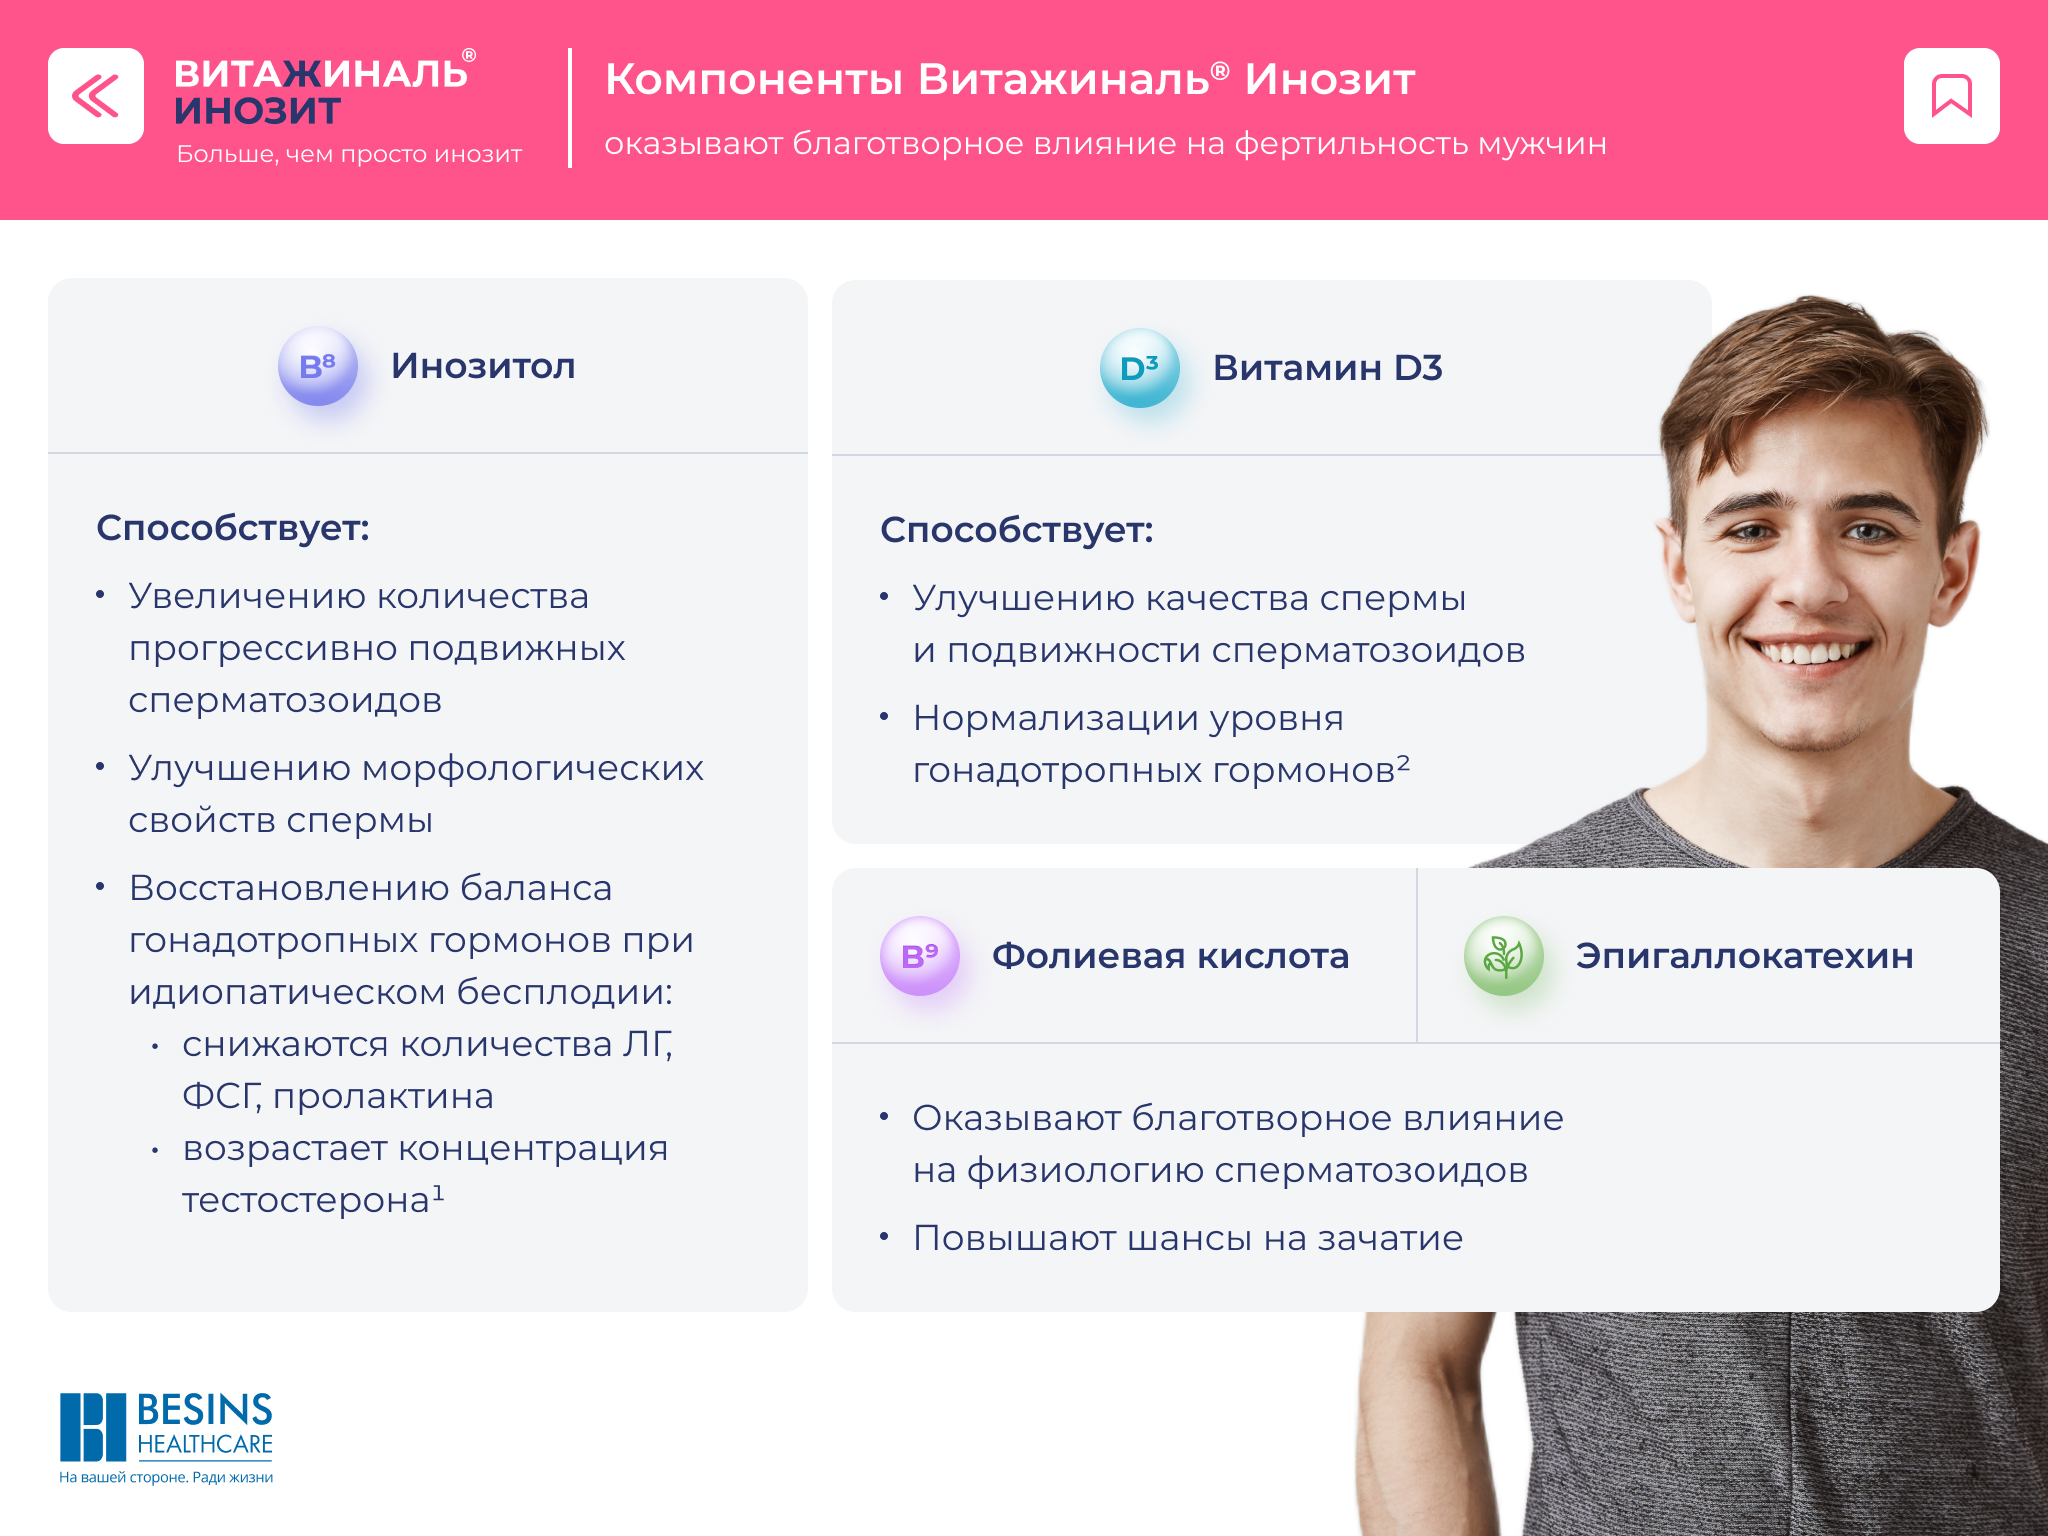 ВИТАЖИНАЛЬ®
ИНОЗИТ
Больше, чем просто инозит
Компоненты Витажиналь® Инозит
оказывают благотворное влияние на фертильность мужчин
B⁸ Инозитол
Способствует:
• Увеличению количества
прогрессивно подвижных
сперматозоидов
• Улучшению морфологических
свойств спермы
• Восстановлению баланса
гонадотропных гормонов при
идиопатическом бесплодии:
• снижаются количества ЛГ,
ФСГ, пролактина
• возрастает концентрация
тестостерона¹
D³ Витамин D3
Способствует:
• Улучшению качества спермы
и подвижности сперматозоидов
• Нормализации уровня
гонадотропных гормонов²
B⁹ Фолиевая кислота
Эпигаллокатехин
• Оказывают благотворное влияние
на физиологию сперматозоидов
• Повышают шансы на зачатие
BESINS
HEALTHCARE
На вашей стороне. Ради жизни